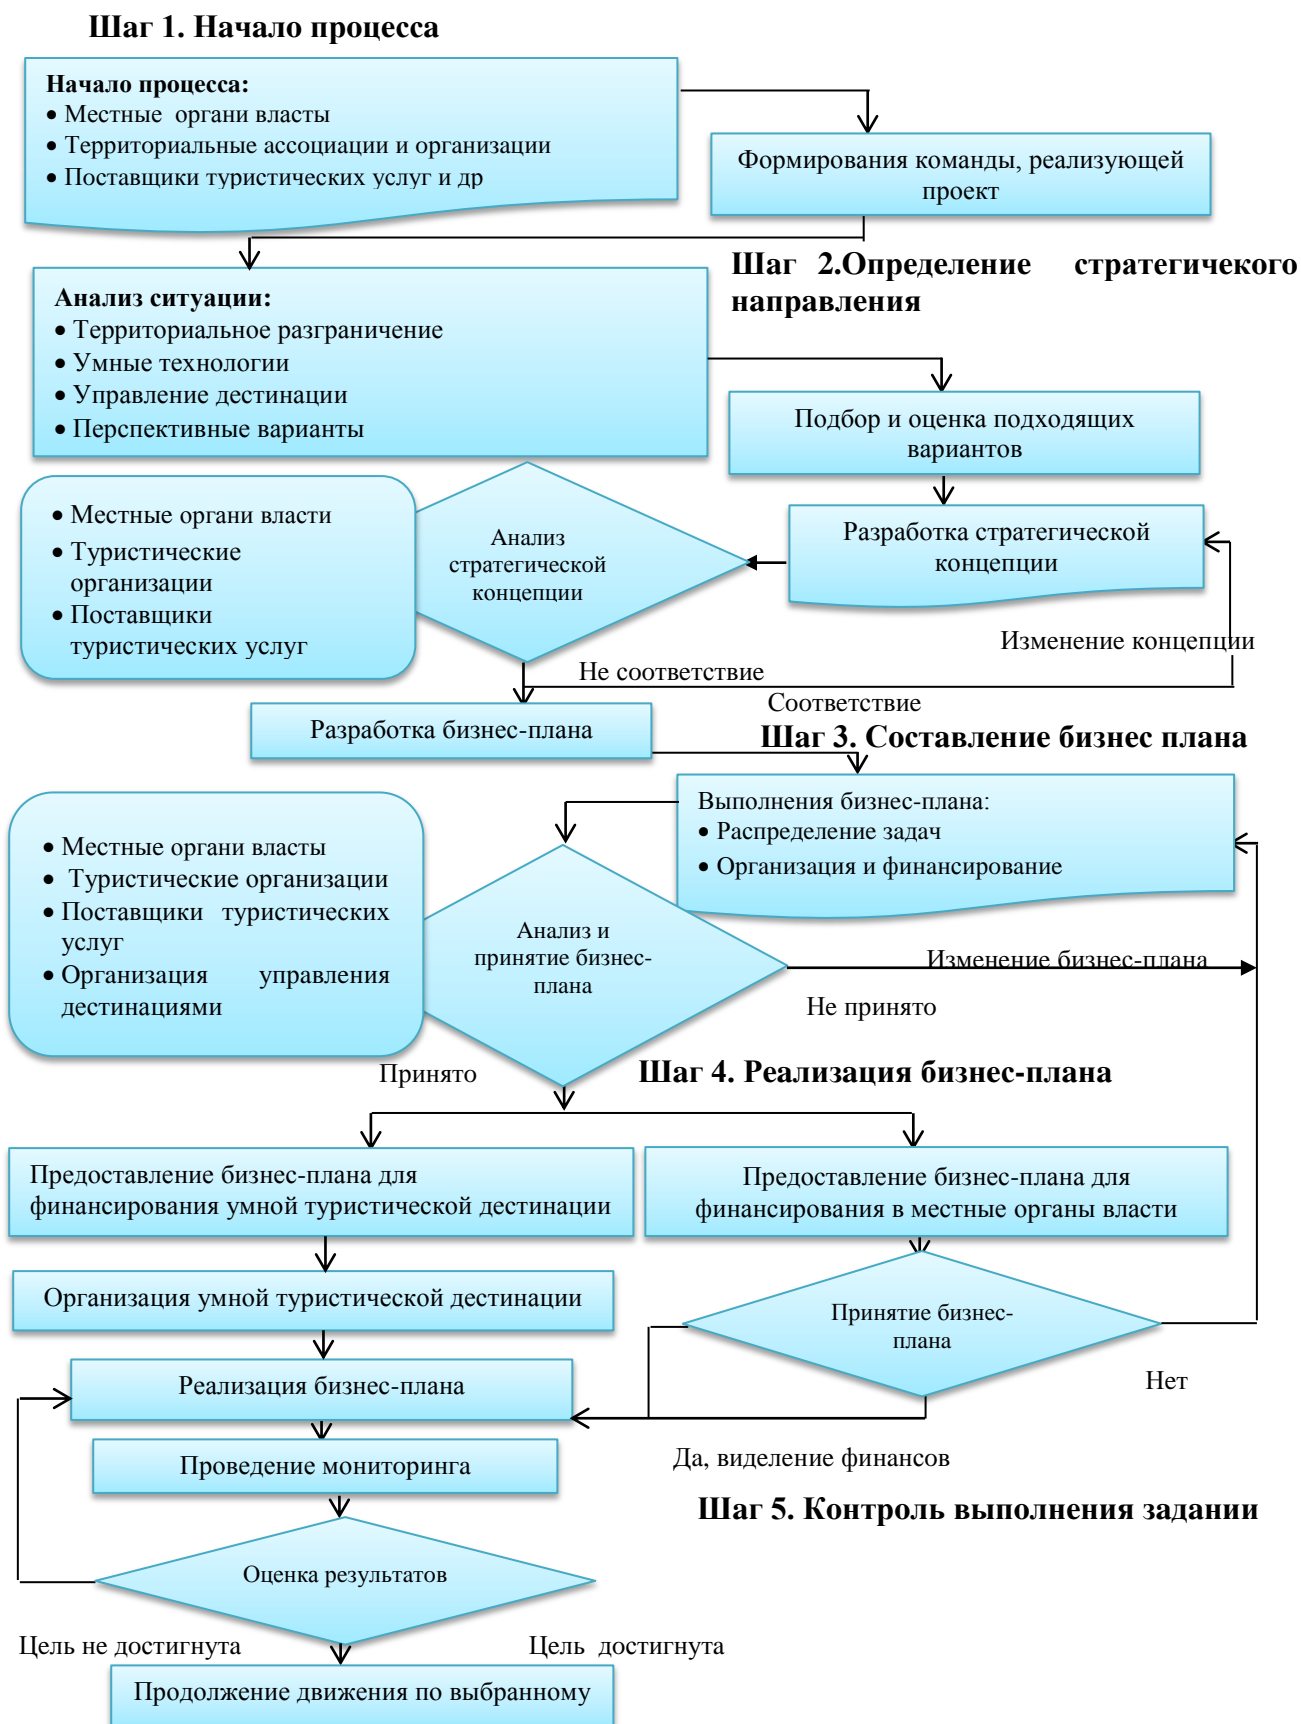 Шаг 1. Начало процесса
Начало процесса:
• Местные органи власты
• Территориальные ассоциации и организации
• Поставщики туристических услуг и др
Формирования команды, реализующей
проект
Шаг 2.Определение стратегичекого
направления
Анализ ситуации:
• Территориальное разграничение
• Умные технологии
• Управление дестинации
• Перспективные варианты
Подбор и оценка подходящих
вариантов
• Местные органи власти
• Туристические
организации
• Поставщики
туристических услуг
Анализ
стратегической
концепции
Разработка стратегической
концепции
Изменение концепции
Не соответствие
Соответствие
Разработка бизнес-плана
Шаг 3. Составление бизнес плана
Выполнения бизнес-плана:
• Распределение задач
• Организация и финансирование
• Местные органи власты
• Туристические организации
• Поставщики туристических
услуг
• Организация управления
дестинациями
Анализ и
принятие бизнес-
плана
Изменение бизнес-плана
Не принято
Принято
Шаг 4. Реализация бизнес-плана
Предоставление бизнес-плана для
финансирования умной туристической дестинации
Предоставление бизнес-плана для
финансирования в местные органы власти
Организация умной туристической дестинации
Принятие бизнес-
плана
Реализация бизнес-плана
Нет
Проведение мониторинга
Да, виделение финансов
Шаг 5. Контроль выполнения задании
Оценка результатов
Цель не достигнута
Цель достигнута
Продолжение движения по выбранному